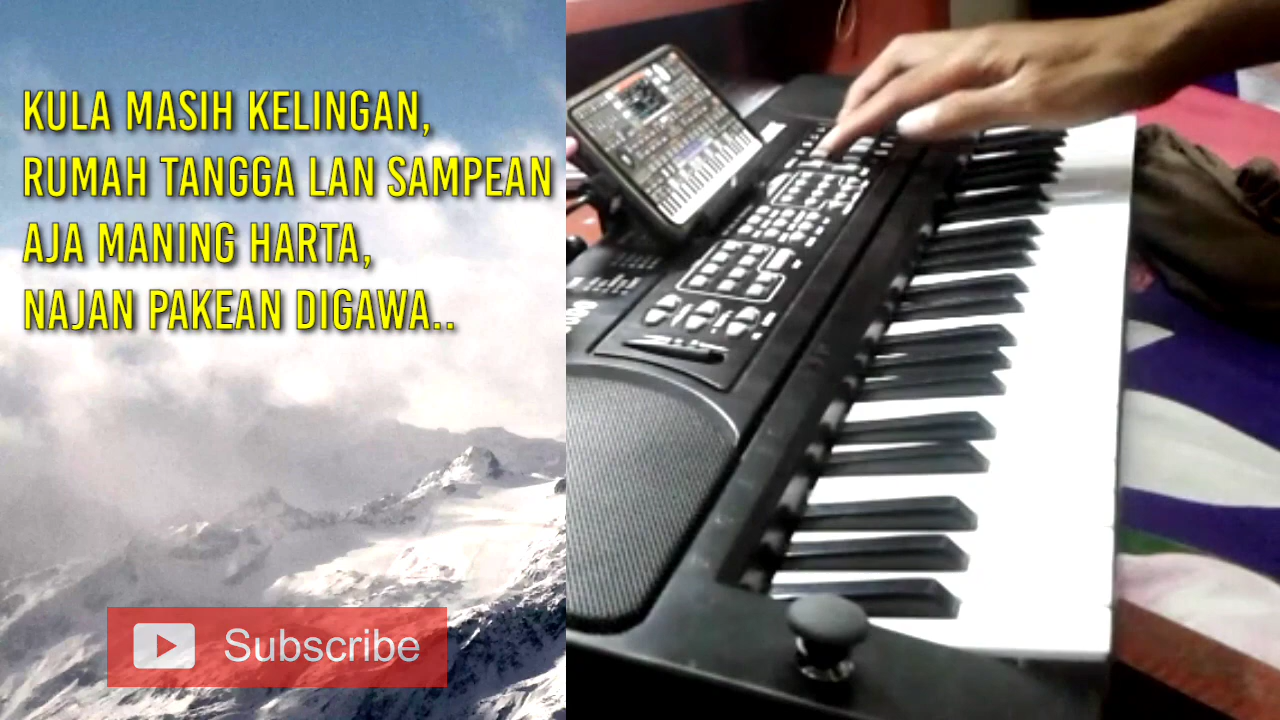 KULA MASIH KELINGAN,
RUMAH TANGGA LAN SAMPEAN
AJA MANING HARTA,
NAJAN PAKEAN DIGAWA..
Subscribe